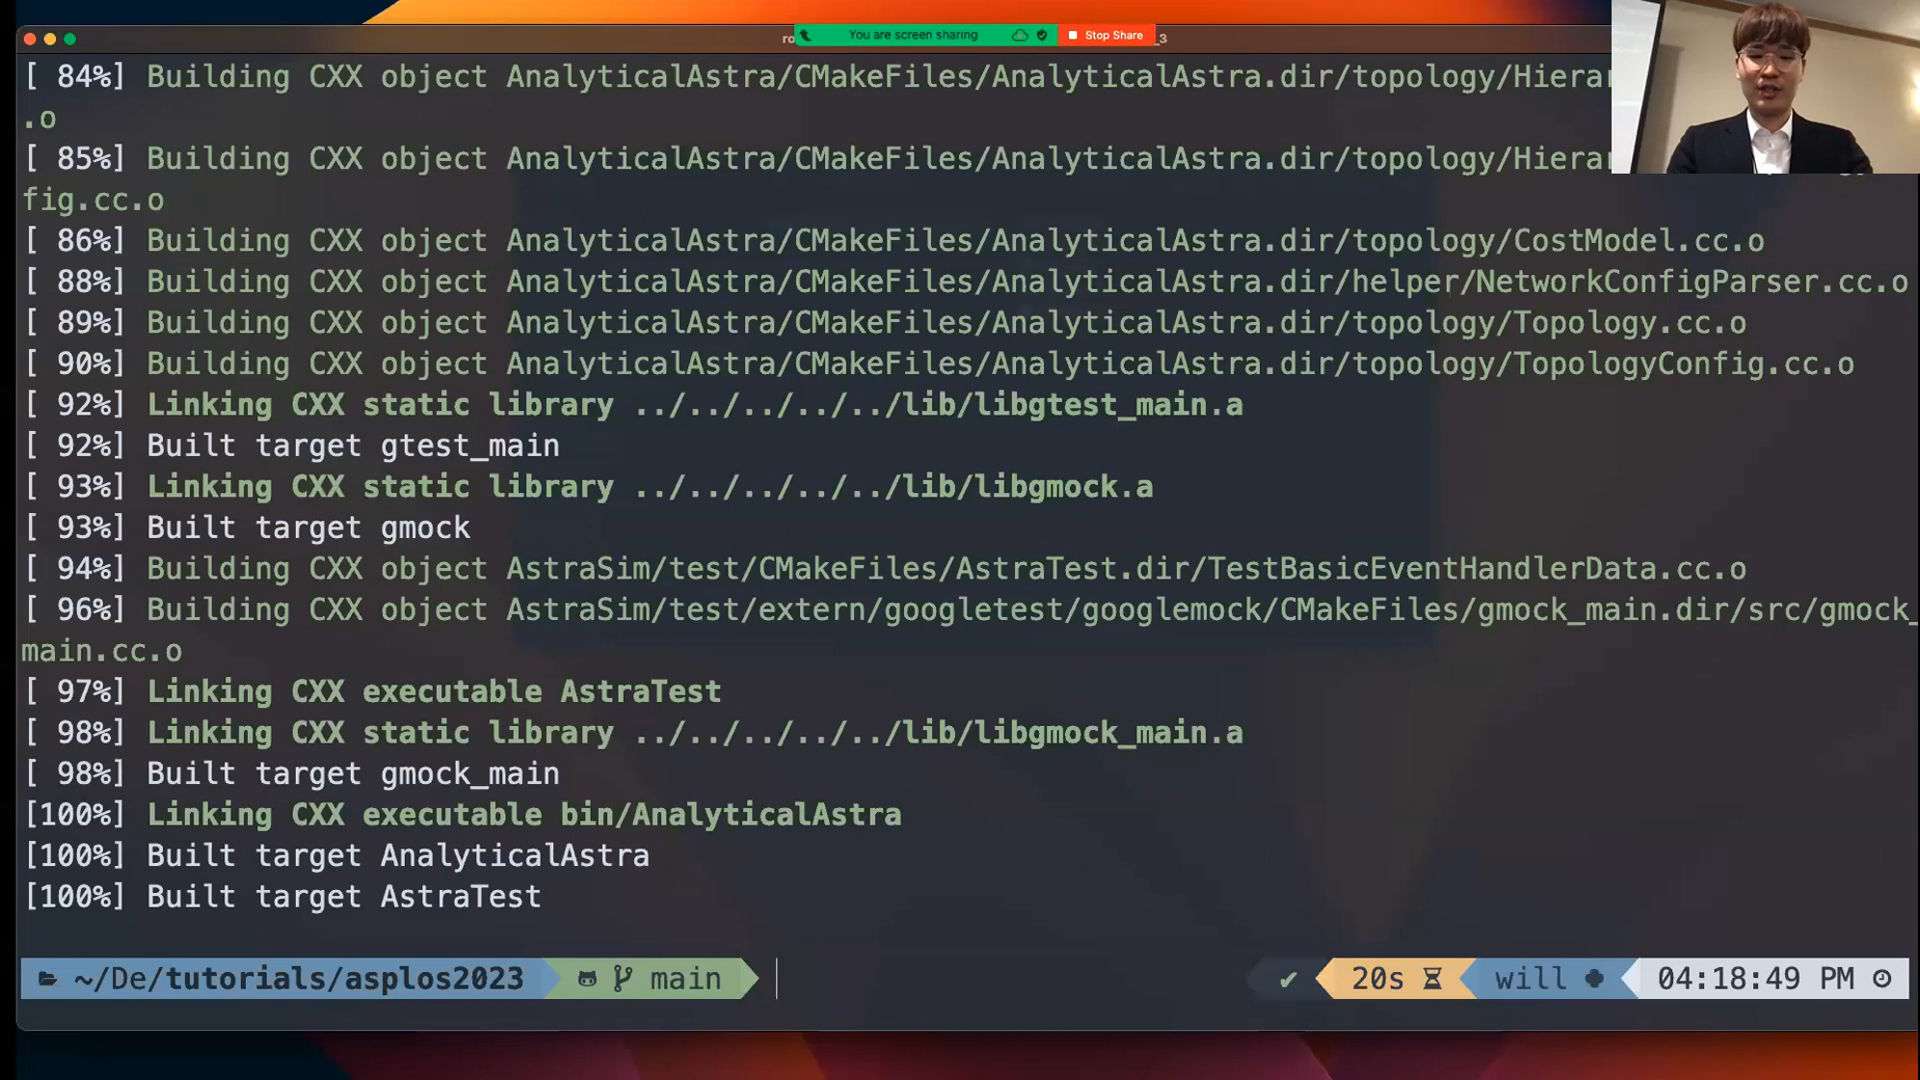 You are screen sharing
Stop Share
ro
_3
[ 84%] Building CXX object AnalyticalAstra/CMakeFiles/AnalyticalAstra.dir/topology/Hierar
.o
[ 85%] Building CXX object AnalyticalAstra/CMakeFiles/AnalyticalAstra.dir/topology/Hierar
fig.cc.o
[ 86%] Building CXX object AnalyticalAstra/CMakeFiles/AnalyticalAstra.dir/topology/CostModel.cc.o
[ 88%] Building CXX object AnalyticalAstra/CMakeFiles/AnalyticalAstra.dir/helper/NetworkConfigParser.cc.o
[ 89%] Building CXX object AnalyticalAstra/CMakeFiles/AnalyticalAstra.dir/topology/Topology.cc.o
[ 90%] Building CXX object AnalyticalAstra/CMakeFiles/AnalyticalAstra.dir/topology/TopologyConfig.cc.o
[ 92%] Linking CXX static library ../../../../../lib/libgtest_main.a
[ 92%] Built target gtest_main
[ 93%] Linking CXX static library ../../../../../lib/libgmock.a
[ 93%] Built target gmock
[ 94%] Building CXX object AstraSim/test/CMakeFiles/AstraTest.dir/TestBasicEventHandlerData.cc.o
[ 96%] Building CXX object AstraSim/test/extern/googletest/googlemock/CMakeFiles/gmock_main.dir/src/gmock_
main.cc.o
[ 97%] Linking CXX executable AstraTest
[ 98%] Linking CXX static library ../../../../../lib/libgmock_main.a
[ 98%] Built target gmock_main
[100%] Linking CXX executable bin/AnalyticalAstra
[100%] Built target AnalyticalAstra
[100%] Built target AstraTest
~/De/tutorials/asplos2023 main ✔ 20s will 04:18:49 PM